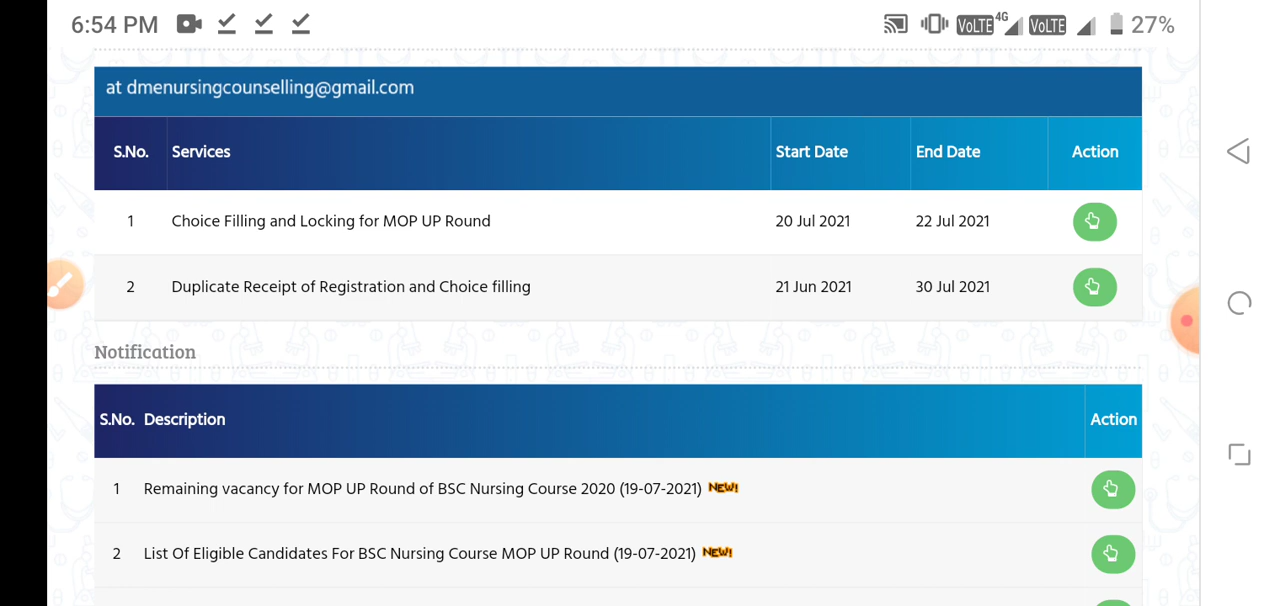 6:54 PM VoLTE 4G VoLTE 27%
at dmenursingcounselling@gmail.com
S.No. Services Start Date End Date Action
1 Choice Filling and Locking for MOP UP Round 20 Jul 2021 22 Jul 2021
2 Duplicate Receipt of Registration and Choice filling 21 Jun 2021 30 Jul 2021
Notification
S.No. Description Action
1 Remaining vacancy for MOP UP Round of BSC Nursing Course 2020 (19-07-2021) NEW!
2 List Of Eligible Candidates For BSC Nursing Course MOP UP Round (19-07-2021) NEW!